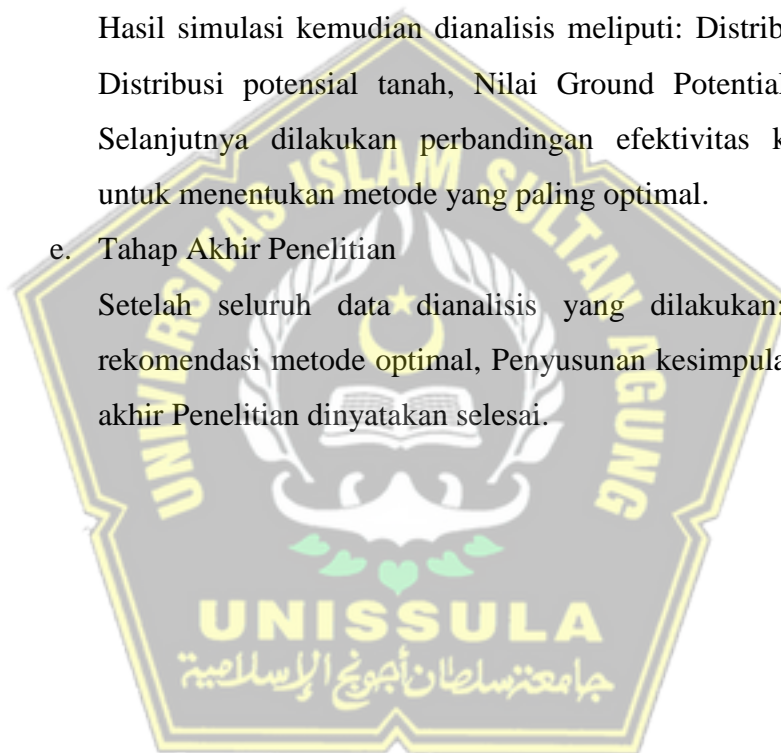 Hasil simulasi kemudian dianalisis meliputi: Distrib
Distribusi potensial tanah, Nilai Ground Potential
Selanjutnya dilakukan perbandingan efektivitas k
untuk menentukan metode yang paling optimal.
e. Tahap Akhir Penelitian
Setelah seluruh data dianalisis yang dilakukan:
rekomendasi metode optimal, Penyusunan kesimpula
akhir Penelitian dinyatakan selesai.
UNIVERSITAS ISLAM SULTAN AGUNG
UNISSULA
جامعتنسلطان أجونج الإسلامية